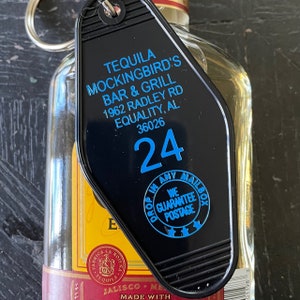 TEQUILA
MOCKINGBIRD'S
BAR & GRILL
1962 RADLEY RD
EQUALITY, AL
36026
24
DROP IN ANY MAILBOX
WE
GUARANTEE
POSTAGE
JALISCO
MADE WITH